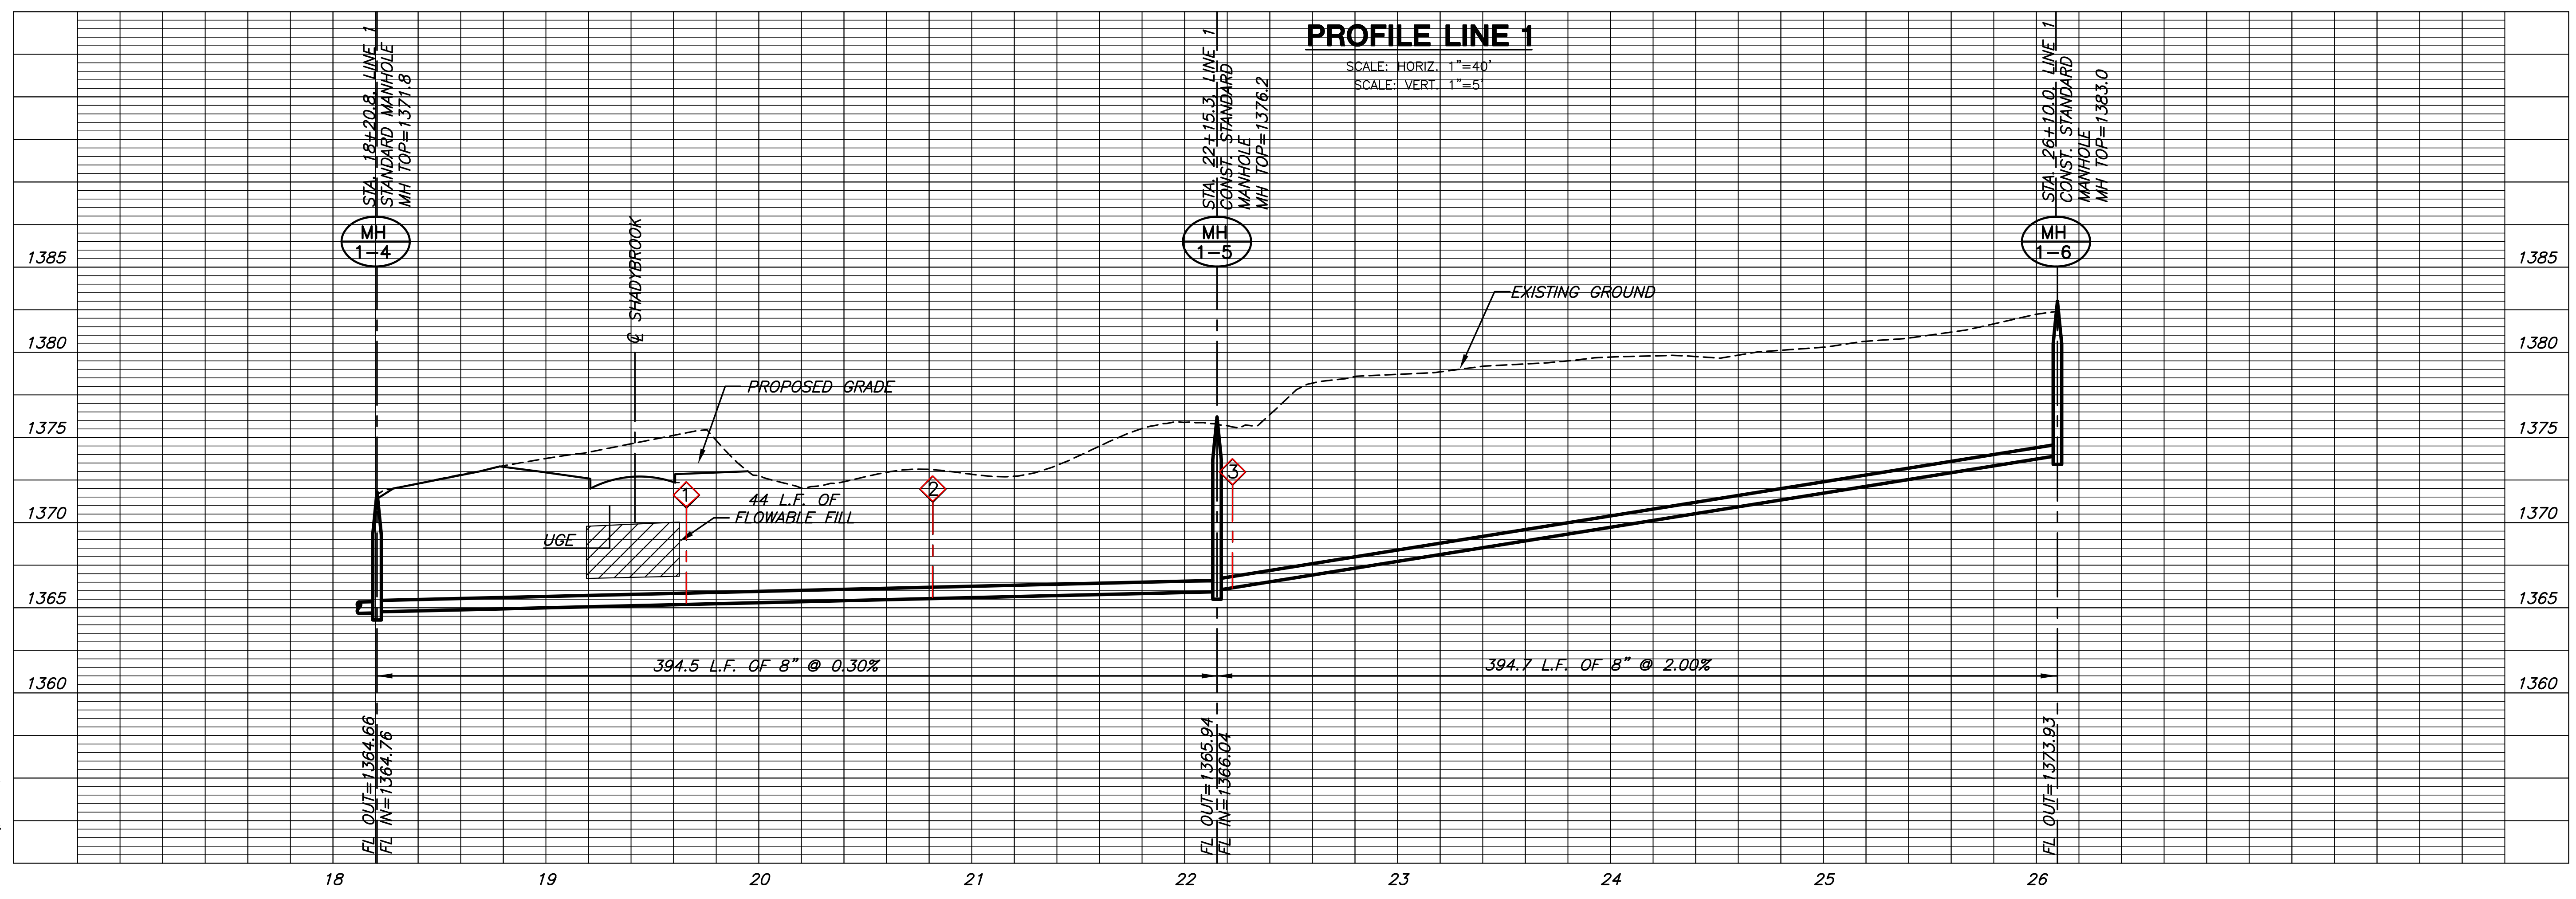 PROFILE LINE 1
SCALE: HORIZ. 1"=40'
SCALE: VERT. 1"=5'
STA. 18+20.8, LINE 1
STANDARD MANHOLE
MH TOP=1371.8
MH
1-4
STA. 22+15.3, LINE 1
CONST. STANDARD
MANHOLE
MH TOP=1376.2
MH
1-5
STA. 26+10.0, LINE 1
CONST. STANDARD
MANHOLE
MH TOP=1383.0
MH
1-6
℄ SHADYBROOK
1385
1385
EXISTING GROUND
1380
1380
PROPOSED GRADE
1375
1375
1
2
3
44 L.F. OF
FLOWABLE FILL
1370
1370
UGE
1365
1365
394.5 L.F. OF 8" @ 0.30%
394.7 L.F. OF 8" @ 2.00%
1360
1360
FL OUT=1364.66
FL IN=1364.76
FL OUT=1365.94
FL IN=1366.04
FL OUT=1373.93
18
19
20
21
22
23
24
25
26